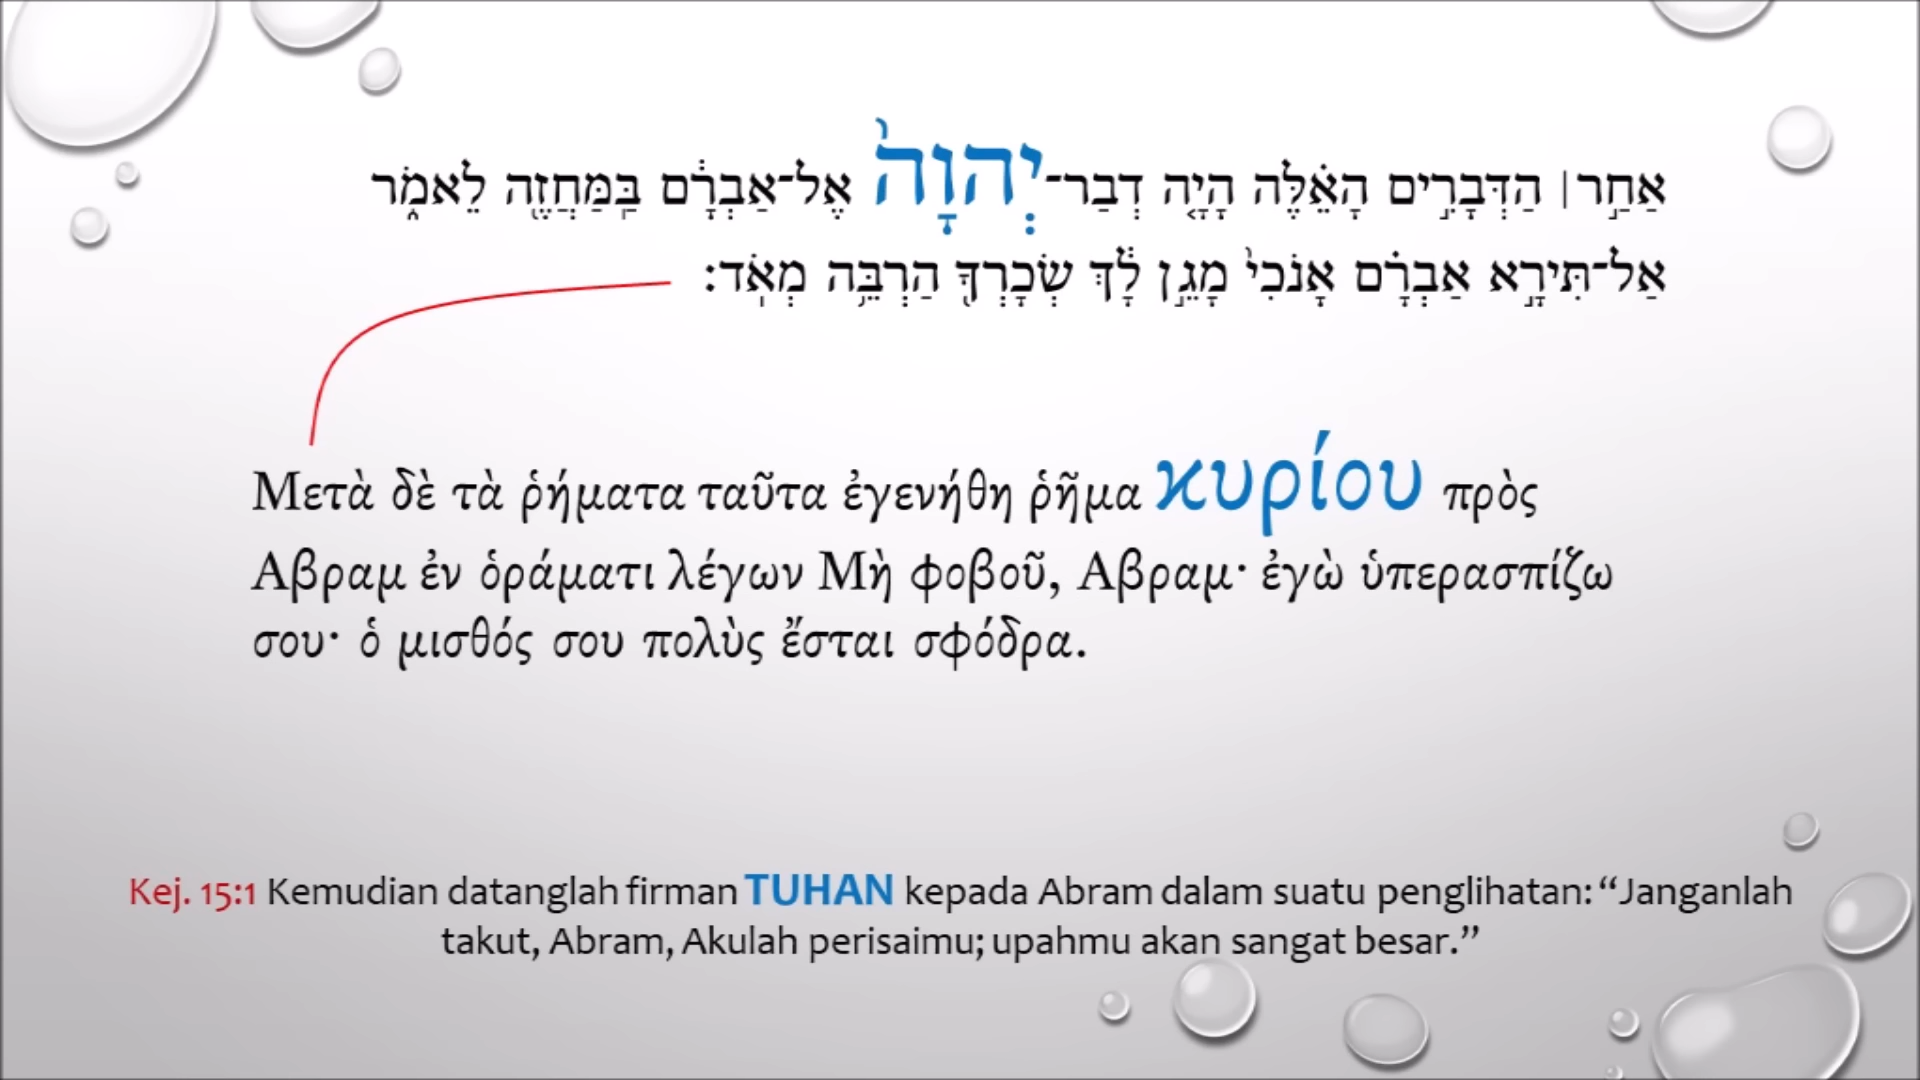 אַחַ֣ר ׀ הַדְּבָרִ֣ים הָאֵ֗לֶּה הָיָ֤ה דְבַר־יְהוָה֙ אֶל־אַבְרָ֔ם בַּֽמַּחֲזֶ֖ה לֵאמֹ֑ר
אַל־תִּירָ֣א אַבְרָ֗ם אָנֹכִי֙ מָגֵ֣ן לָ֔ךְ שְׂכָרְךָ֖ הַרְבֵּ֥ה מְאֹֽד׃
Μετὰ δὲ τὰ ῥήματα ταῦτα ἐγενήθη ῥῆμα κυρίου πρὸς
Αβραμ ἐν ὁράματι λέγων Μὴ φοβοῦ, Αβραμ· ἐγὼ ὑπερασπίζω
σου· ὁ μισθός σου πολὺς ἔσται σφόδρα.
Kej. 15:1 Kemudian datanglah firman TUHAN kepada Abram dalam suatu penglihatan: “Janganlah
takut, Abram, Akulah perisaimu; upahmu akan sangat besar.”